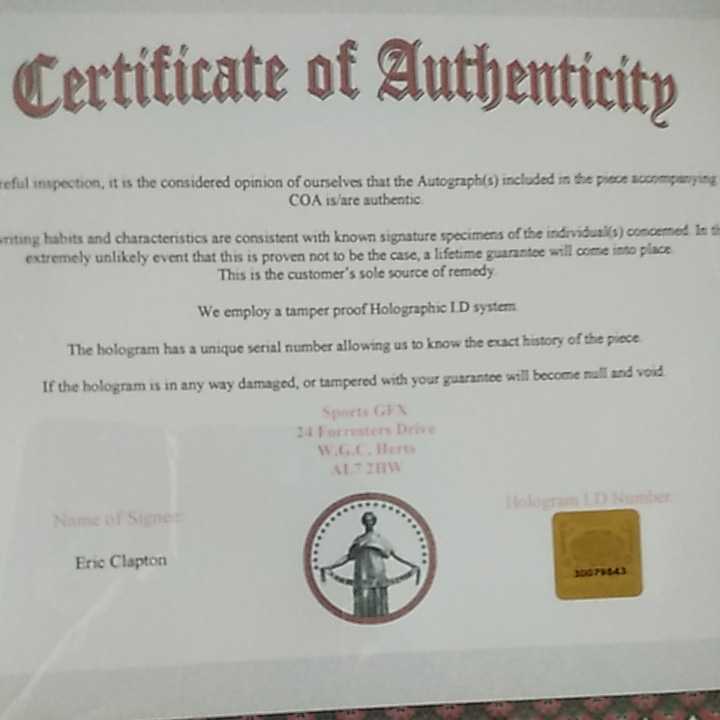 Certificate of Authenticity
reful inspection, it is the considered opinion of ourselves that the Autograph(s) included in the piece accompanying
COA is/are authentic.
writing habits and characteristics are consistent with known signature specimens of the individual(s) concerned. In th
extremely unlikely event that this is proven not to be the case, a lifetime guarantee will come into place.
This is the customer's sole source of remedy.
We employ a tamper proof Holographic I.D system.
The hologram has a unique serial number allowing us to know the exact history of the piece.
If the hologram is in any way damaged, or tampered with your guarantee will become null and void.
Sports GFX
24 Forresters Drive
W.G.C, Herts
AL7 2HW
Name of Signer:
Hologram I.D Number
Eric Clapton